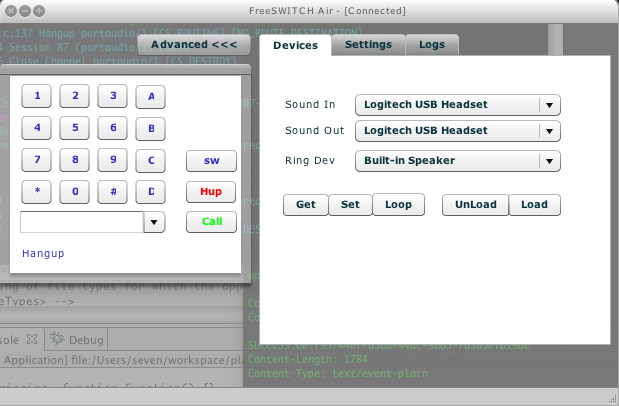 FreeSWITCH Air - [Connected]
c:137 Hangup portaudio/1 [CS_ROUTING] [NO_ROUTE_DESTINATION]
4 Session 87 (portaudio/1
6 Close Channel portaudio/1 [CS_DESTROY]
Advanced <<<
Devices Settings Logs
1 2 3 A
4 5 6 B
7 8 9 C sw
* 0 # D Hup
Call
Hangup
Sound In Logitech USB Headset
Sound Out Logitech USB Headset
Ring Dev Built-in Speaker
Get Set Loop UnLoad Load
ing of file types for which the app
eTypes> -->
sole Debug
Application] file:/Users/seven/workspace/pla
Content-Length: 1784
Content-Type: text/event-plain